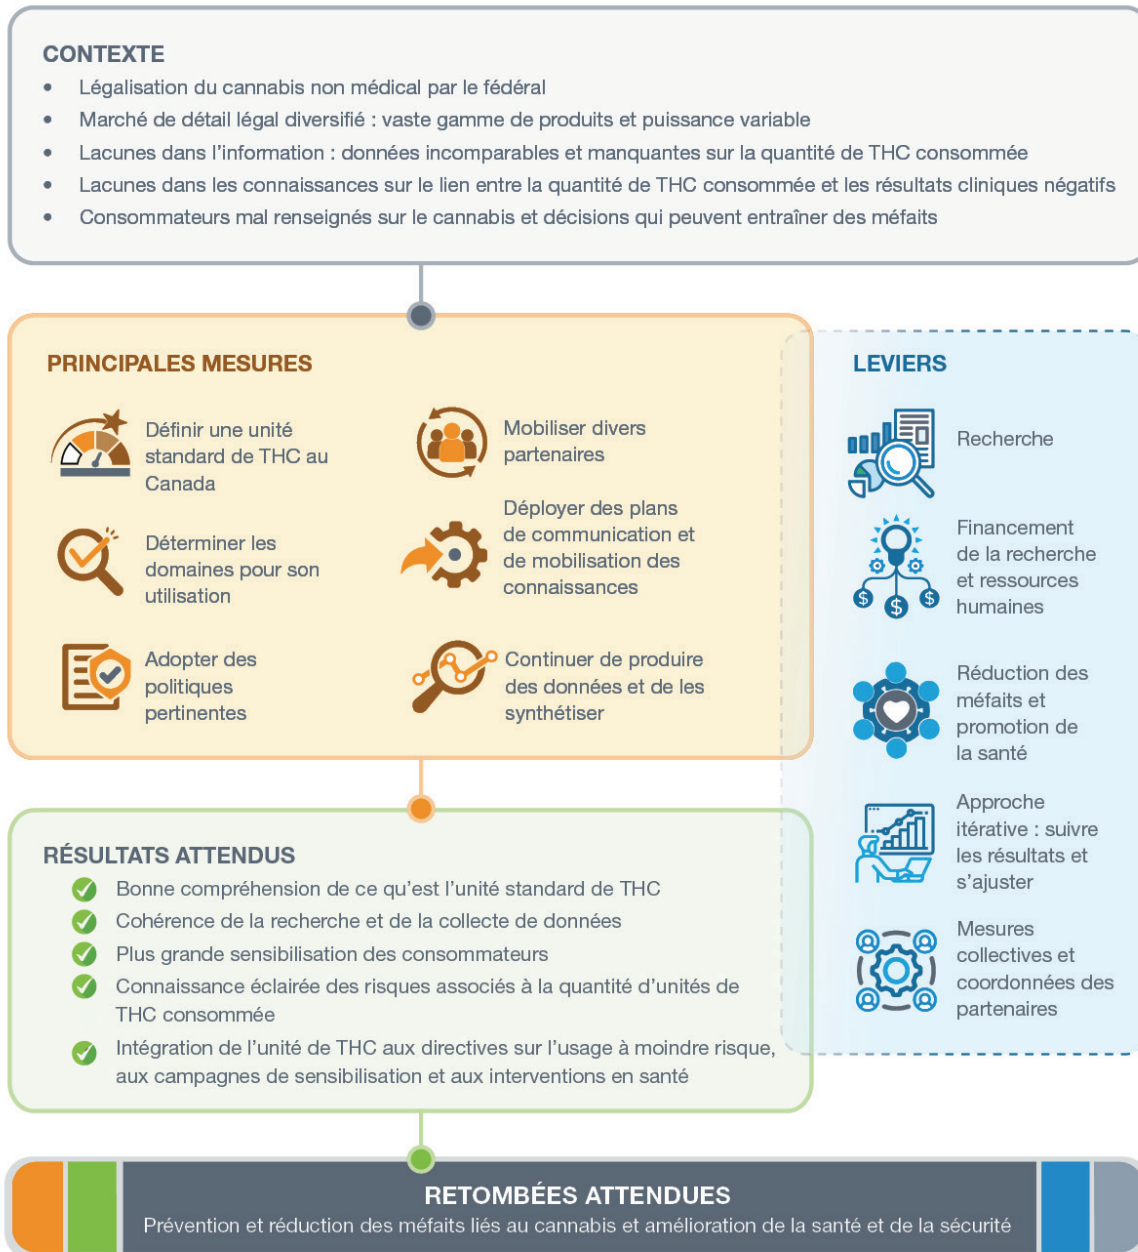 CONTEXTE
• Légalisation du cannabis non médical par le fédéral
• Marché de détail légal diversifié : vaste gamme de produits et puissance variable
• Lacunes dans l'information : données incomparables et manquantes sur la quantité de THC consommée
• Lacunes dans les connaissances sur le lien entre la quantité de THC consommée et les résultats cliniques négatifs
• Consommateurs mal renseignés sur le cannabis et décisions qui peuvent entraîner des méfaits
PRINCIPALES MESURES
Définir une unité
standard de THC au
Canada
Mobiliser divers
partenaires
Déterminer les
domaines pour son
utilisation
Déployer des plans
de communication et
de mobilisation des
connaissances
Adopter des
politiques
pertinentes
Continuer de produire
des données et de les
synthétiser
LEVIERS
Recherche
Financement
de la recherche
et ressources
humaines
$ $ $
Réduction des
méfaits et
promotion de
la santé
Approche
itérative : suivre
les résultats et
s'ajuster
Mesures
collectives et
coordonnées des
partenaires
RÉSULTATS ATTENDUS
Bonne compréhension de ce qu'est l'unité standard de THC
Cohérence de la recherche et de la collecte de données
Plus grande sensibilisation des consommateurs
Connaissance éclairée des risques associés à la quantité d'unités de
THC consommée
Intégration de l'unité de THC aux directives sur l'usage à moindre risque,
aux campagnes de sensibilisation et aux interventions en santé
RETOMBÉES ATTENDUES
Prévention et réduction des méfaits liés au cannabis et amélioration de la santé et de la sécurité